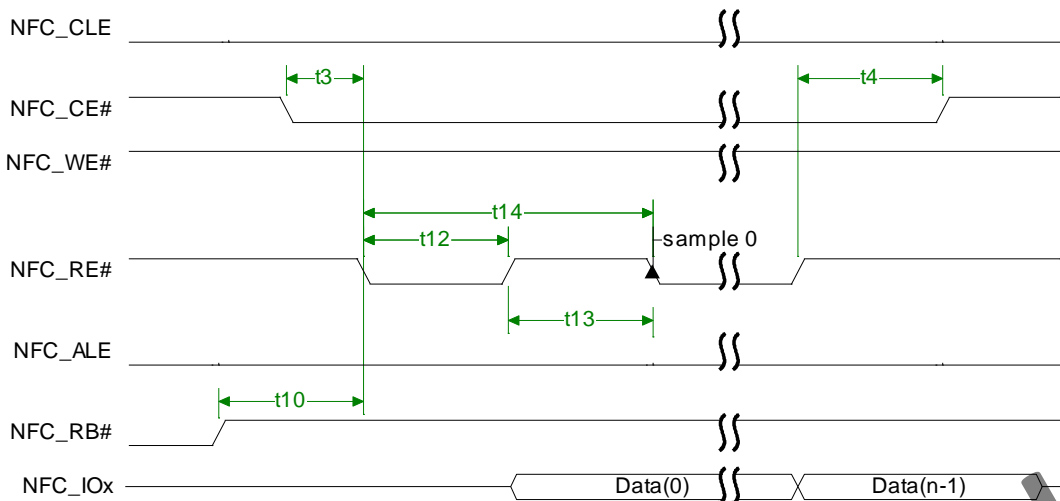 NFC_CLE
t3
t4
NFC_CE#
NFC_WE#
t14
t12
sample 0
NFC_RE#
t13
NFC_ALE
t10
NFC_RB#
NFC_IOx
Data(0)
Data(n-1)